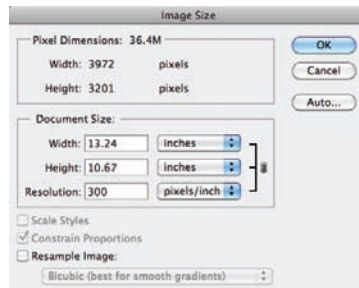 Image Size
Pixel Dimensions: 36.4M
Width: 3972 pixels
Height: 3201 pixels
OK
Cancel
Auto...
Document Size:
Width: 13.24 inches
Height: 10.67 inches
Resolution: 300 pixels/inch
Scale Styles
Constrain Proportions
Resample Image:
Bicubic (best for smooth gradients)